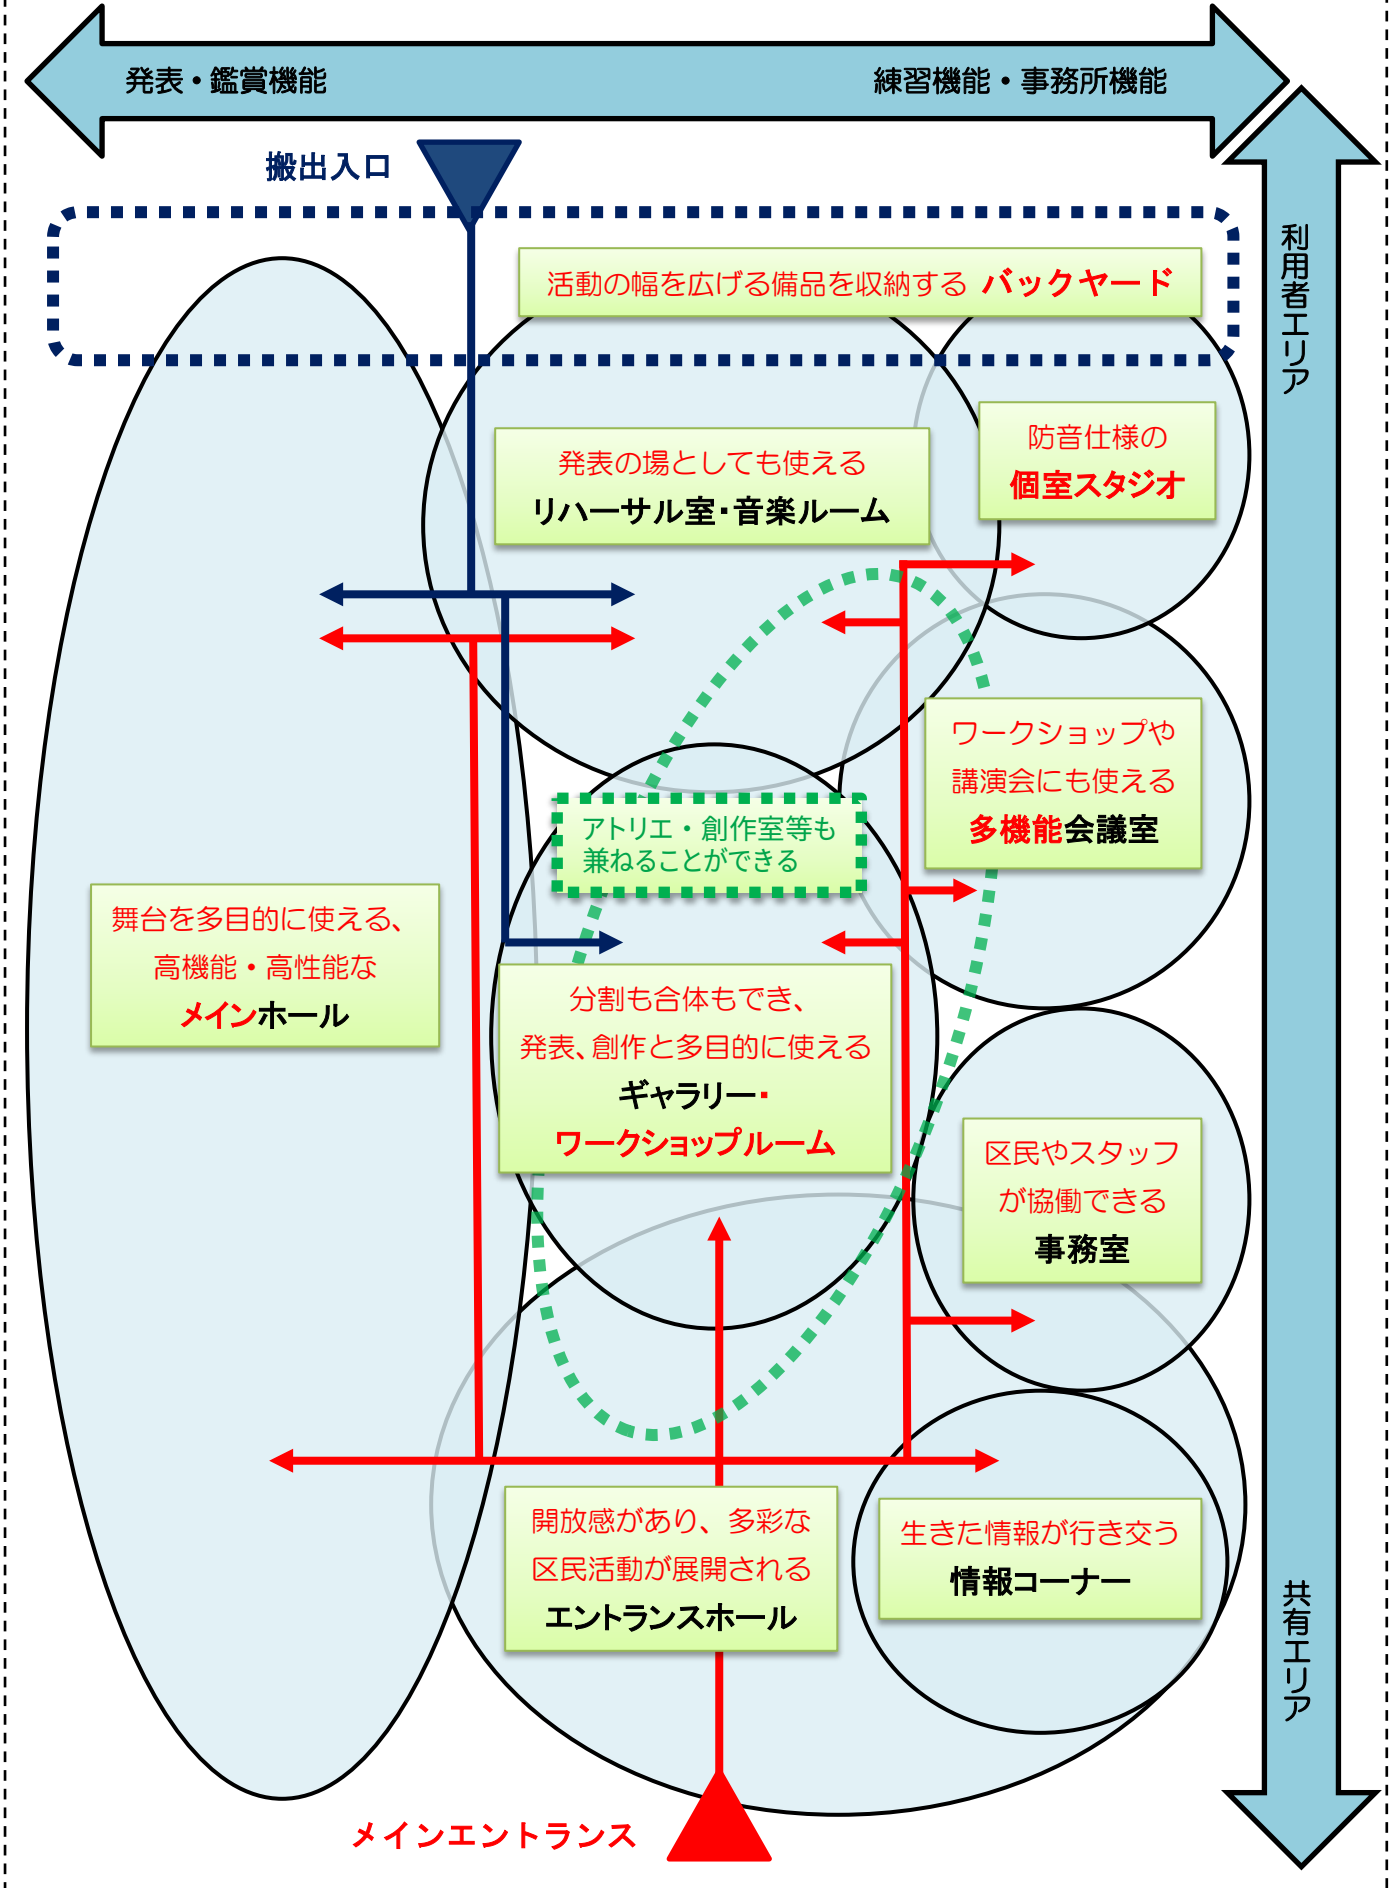 発表・鑑賞機能
練習機能・事務所機能
搬出入口
利用者エリア
活動の幅を広げる備品を収納する バックヤード
防音仕様の
個室スタジオ
発表の場としても使える
リハーサル室・音楽ルーム
ワークショップや
講演会にも使える
多機能会議室
アトリエ・創作室等も
兼ねることができる
舞台を多目的に使える、
高機能・高性能な
メインホール
分割も合体もでき、
発表、創作と多目的に使える
ギャラリー・
ワークショップルーム
区民やスタッフ
が協働できる
事務室
開放感があり、多彩な
区民活動が展開される
エントランスホール
生きた情報が行き交う
情報コーナー
共有エリア
メインエントランス